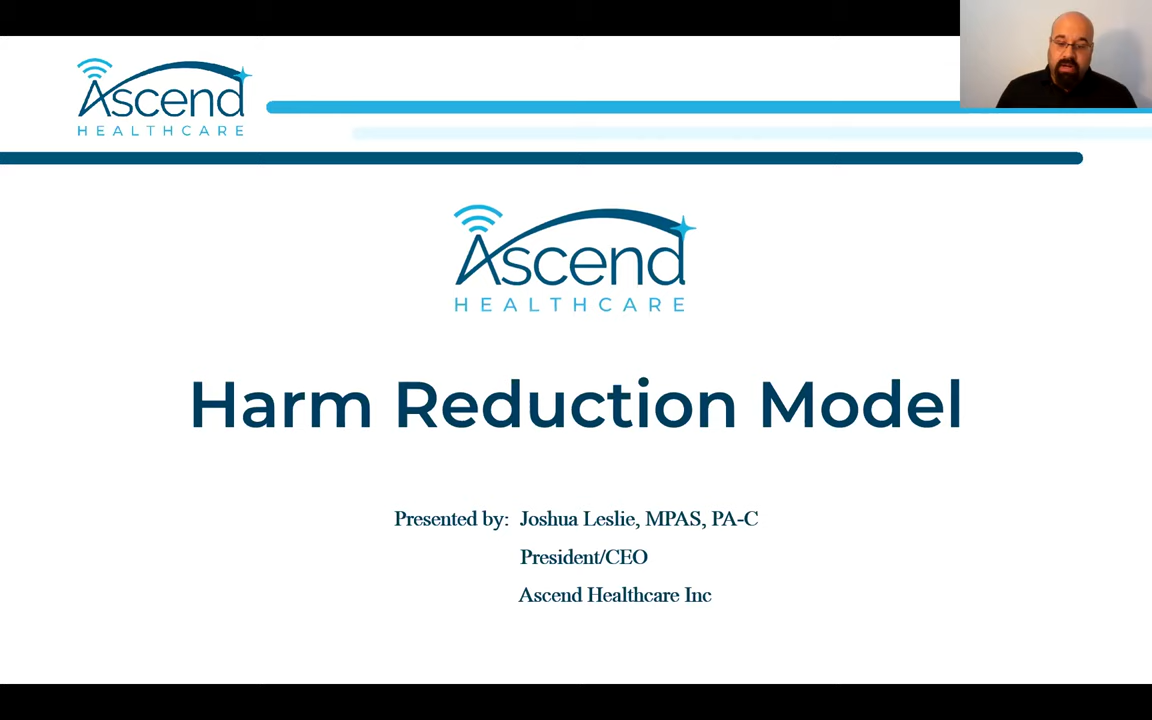 Ascend
HEALTHCARE
Ascend
HEALTHCARE
Harm Reduction Model
Presented by: Joshua Leslie, MPAS, PA-C
President/CEO
Ascend Healthcare Inc